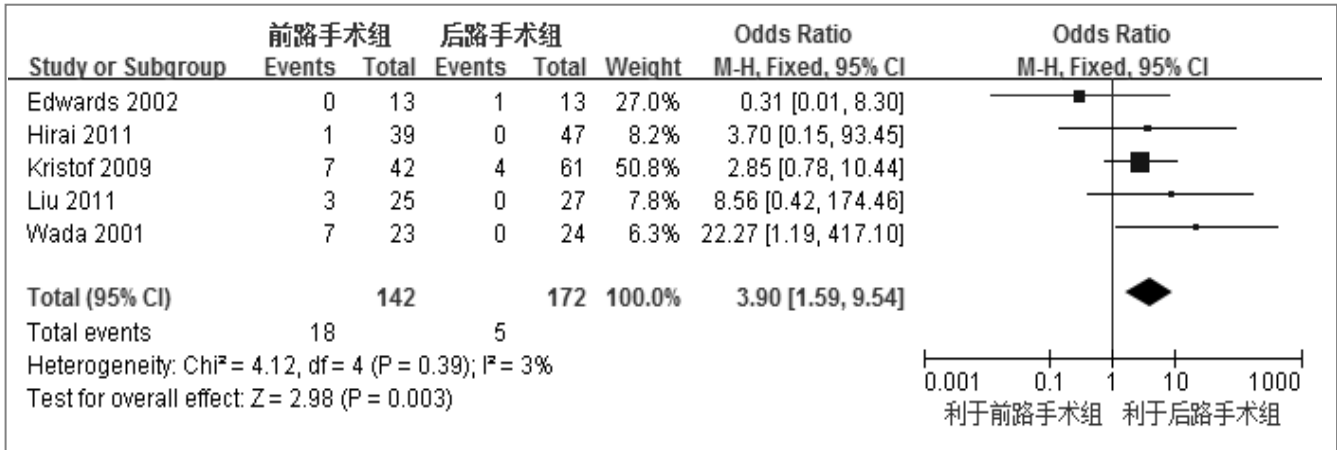 前路手术组 后路手术组 Odds Ratio Odds Ratio
Study or Subgroup Events Total Events Total Weight M-H, Fixed, 95% CI M-H, Fixed, 95% CI
Edwards 2002 0 13 1 13 27.0% 0.31 [0.01, 8.30]
Hirai 2011 1 39 0 47 8.2% 3.70 [0.15, 93.45]
Kristof 2009 7 42 4 61 50.8% 2.85 [0.78, 10.44]
Liu 2011 3 25 0 27 7.8% 8.56 [0.42, 174.46]
Wada 2001 7 23 0 24 6.3% 22.27 [1.19, 417.10]
Total (95% CI) 142 172 100.0% 3.90 [1.59, 9.54]
Total events 18 5
Heterogeneity: Chi² = 4.12, df = 4 (P = 0.39); I² = 3%
Test for overall effect: Z = 2.98 (P = 0.003)
0.001 0.1 1 10 1000
利于前路手术组 利于后路手术组